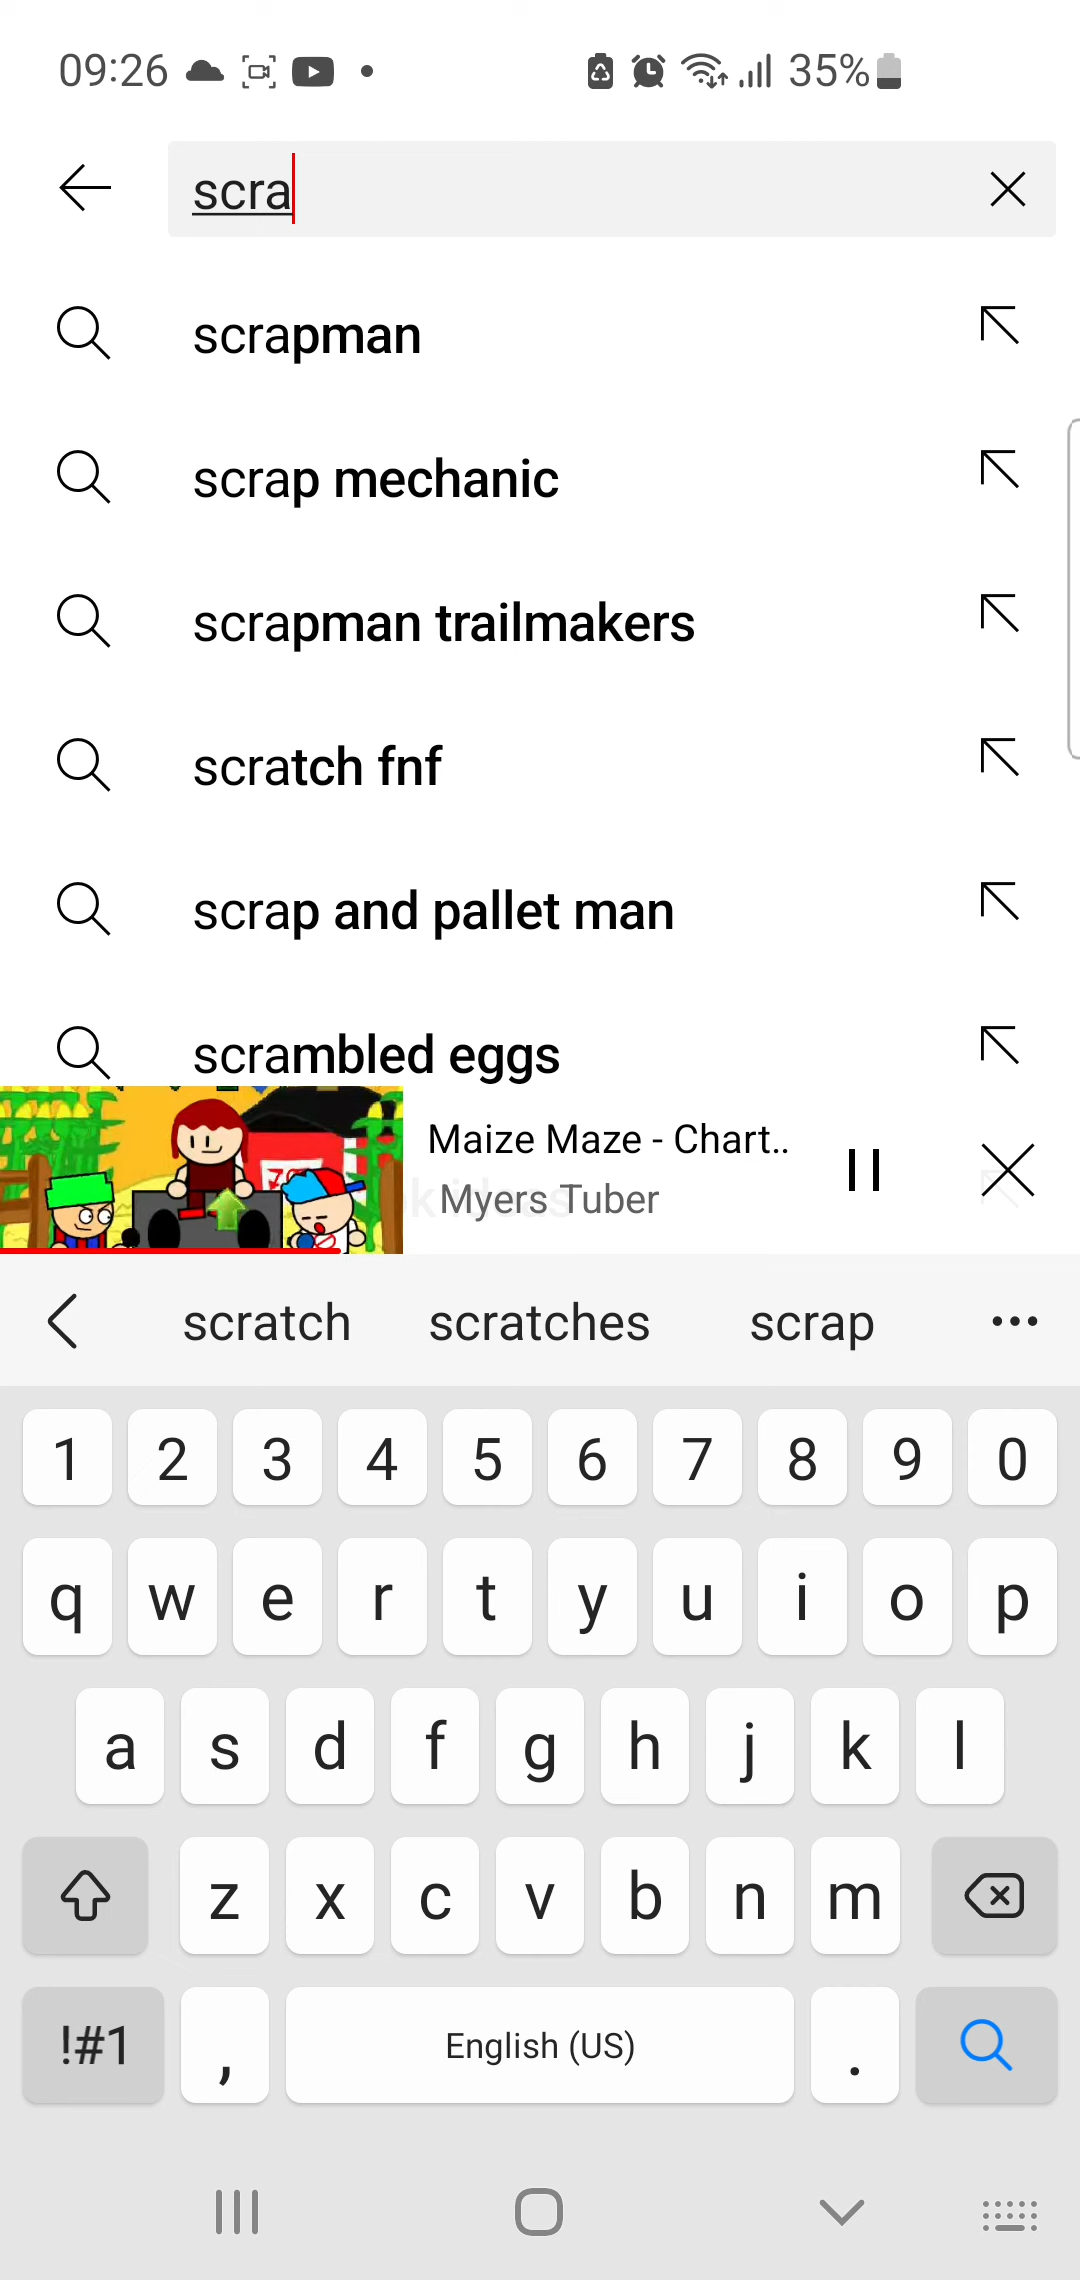 09:26 35%
scra
scrapman
scrap mechanic
scrapman trailmakers
scratch fnf
scrap and pallet man
scrambled eggs
Maize Maze - Chart..
Myers Tuber
scratch scratches scrap
1 2 3 4 5 6 7 8 9 0
q w e r t y u i o p
a s d f g h j k l
z x c v b n m
!#1 , English (US) .